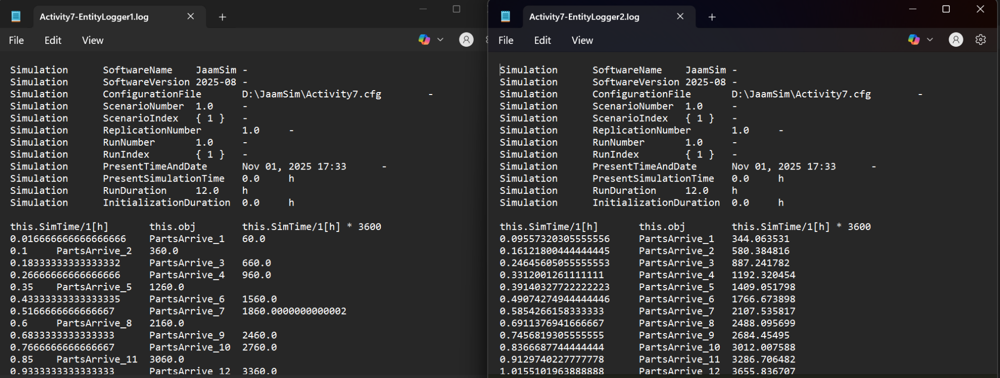 Activity7-EntityLogger1.log
File Edit View
Simulation SoftwareName JaamSim -
Simulation SoftwareVersion 2025-08 -
Simulation ConfigurationFile D:\JaamSim\Activity7.cfg -
Simulation ScenarioNumber 1.0 -
Simulation ScenarioIndex { 1 } -
Simulation ReplicationNumber 1.0 -
Simulation RunNumber 1.0 -
Simulation RunIndex { 1 } -
Simulation PresentTimeAndDate Nov 01, 2025 17:33 -
Simulation PresentSimulationTime 0.0 h
Simulation RunDuration 12.0 h
Simulation InitializationDuration 0.0 h
this.SimTime/1[h] this.obj this.SimTime/1[h] * 3600
0.016666666666666666 PartsArrive_1 60.0
0.1 PartsArrive_2 360.0
0.18333333333333332 PartsArrive_3 660.0
0.26666666666666666 PartsArrive_4 960.0
0.35 PartsArrive_5 1260.0
0.43333333333333335 PartsArrive_6 1560.0
0.5166666666666667 PartsArrive_7 1860.0000000000002
0.6 PartsArrive_8 2160.0
0.6833333333333333 PartsArrive_9 2460.0
0.7666666666666667 PartsArrive_10 2760.0
0.85 PartsArrive_11 3060.0
0.9333333333333333 PartsArrive_12 3360.0
Activity7-EntityLogger2.log
File Edit View
Simulation SoftwareName JaamSim -
Simulation SoftwareVersion 2025-08 -
Simulation ConfigurationFile D:\JaamSim\Activity7.cfg -
Simulation ScenarioNumber 1.0 -
Simulation ScenarioIndex { 1 } -
Simulation ReplicationNumber 1.0 -
Simulation RunNumber 1.0 -
Simulation RunIndex { 1 } -
Simulation PresentTimeAndDate Nov 01, 2025 17:33 -
Simulation PresentSimulationTime 0.0 h
Simulation RunDuration 12.0 h
Simulation InitializationDuration 0.0 h
this.SimTime/1[h] this.obj this.SimTime/1[h] * 3600
0.09557320305555556 PartsArrive_1 344.063531
0.16121800444444445 PartsArrive_2 580.384816
0.24645605055555553 PartsArrive_3 887.241782
0.3312001261111111 PartsArrive_4 1192.320454
0.39140327722222223 PartsArrive_5 1409.051798
0.49074274944444446 PartsArrive_6 1766.673898
0.5854266158333333 PartsArrive_7 2107.535817
0.6911376941666667 PartsArrive_8 2488.095699
0.7456819305555555 PartsArrive_9 2684.45495
0.8366687744444444 PartsArrive_10 3012.007588
0.9129740227777778 PartsArrive_11 3286.706482
1.0155101963888888 PartsArrive_12 3655.836707